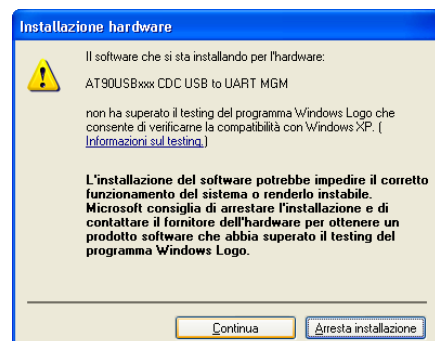 Installazione hardware
Il software che si sta installando per l'hardware:
AT90USBxxx CDC USB to UART MGM
non ha superato il testing del programma Windows Logo che
consente di verificarne la compatibilità con Windows XP. (
Informazioni sul testing.)
L'installazione del software potrebbe impedire il corretto
funzionamento del sistema o renderlo instabile.
Microsoft consiglia di arrestare l'installazione e di
contattare il fornitore dell'hardware per ottenere un
prodotto software che abbia superato il testing del
programma Windows Logo.
Continua
Arresta installazione